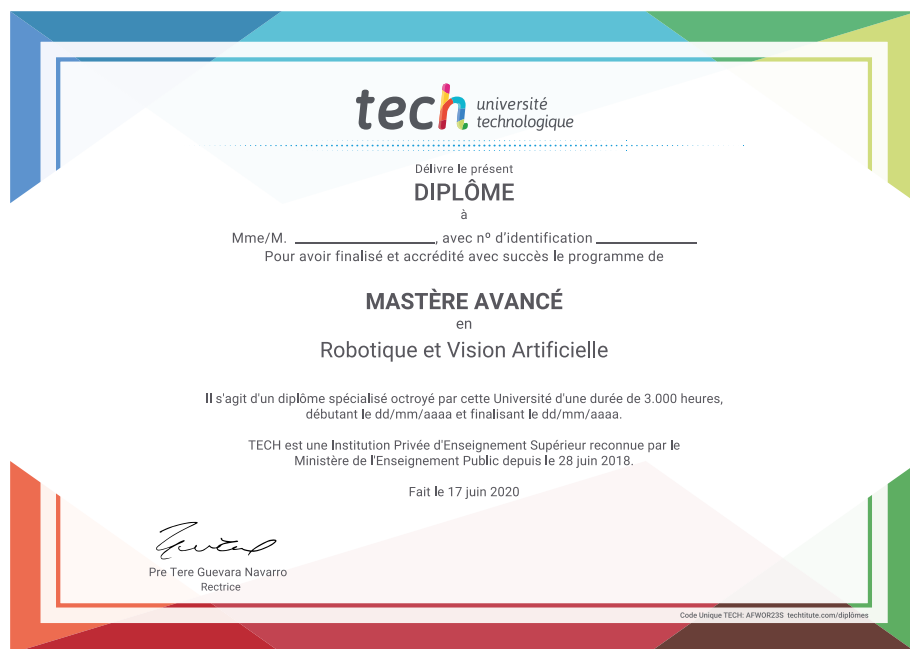 tech université
technologique
Délivre le présent
DIPLÔME
à
Mme/M. ____________, avec nº d'identification ____________
Pour avoir finalisé et accrédité avec succès le programme de
MASTÈRE AVANCÉ
en
Robotique et Vision Artificielle
Il s'agit d'un diplôme spécialisé octroyé par cette Université d'une durée de 3.000 heures,
débutant le dd/mm/aaaa et finalisant le dd/mm/aaaa.
TECH est une Institution Privée d'Enseignement Supérieur reconnue par le
Ministère de l'Enseignement Public depuis le 28 juin 2018.
Fait le 17 juin 2020
Pre Tere Guevara Navarro
Rectrice
Code Unique TECH: AFWOR23S techtitute.com/diplômes